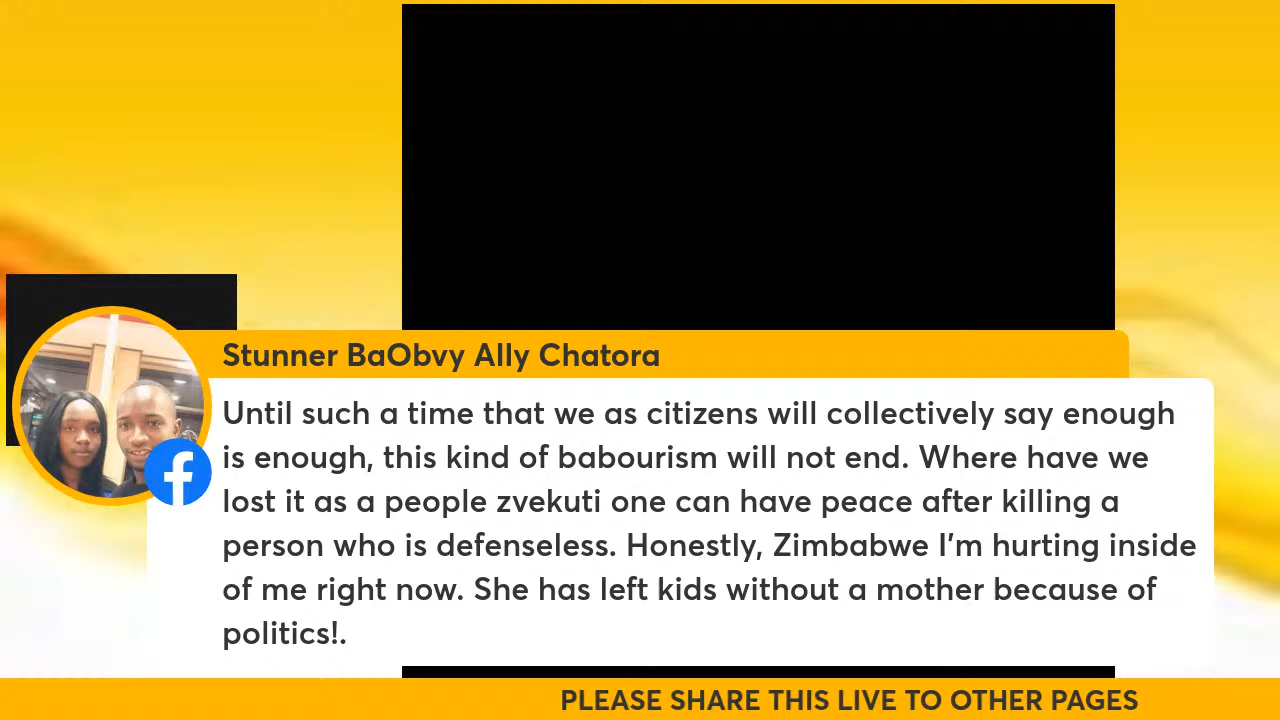 Stunner BaObvy Ally Chatora
Until such a time that we as citizens will collectively say enough
is enough, this kind of babourism will not end. Where have we
lost it as a people zvekuti one can have peace after killing a
person who is defenseless. Honestly, Zimbabwe I'm hurting inside
of me right now. She has left kids without a mother because of
politics!.
PLEASE SHARE THIS LIVE TO OTHER PAGES